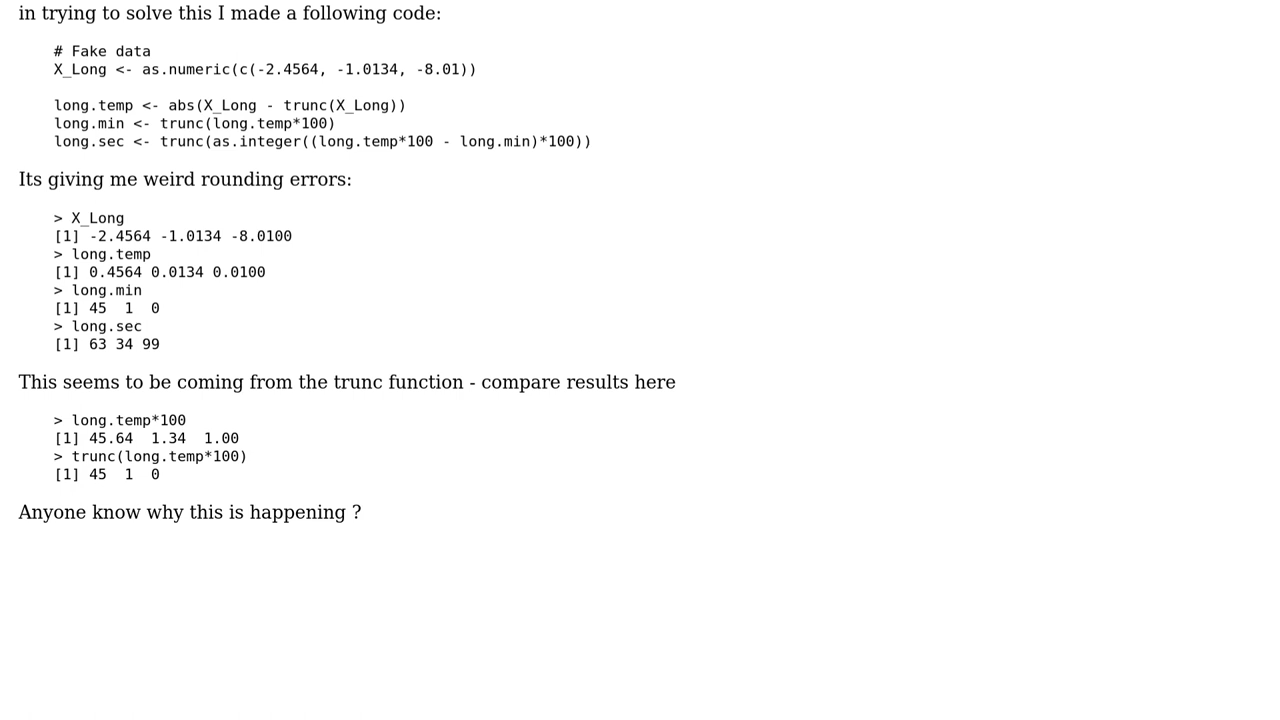 in trying to solve this I made a following code:
# Fake data
X_Long <- as.numeric(c(-2.4564, -1.0134, -8.01))
long.temp <- abs(X_Long - trunc(X_Long))
long.min <- trunc(long.temp*100)
long.sec <- trunc(as.integer((long.temp*100 - long.min)*100))
Its giving me weird rounding errors:
> X_Long
[1] -2.4564 -1.0134 -8.0100
> long.temp
[1] 0.4564 0.0134 0.0100
> long.min
[1] 45  1  0
> long.sec
[1] 63 34 99
This seems to be coming from the trunc function - compare results here
> long.temp*100
[1] 45.64  1.34  1.00
> trunc(long.temp*100)
[1] 45  1  0
Anyone know why this is happening ?